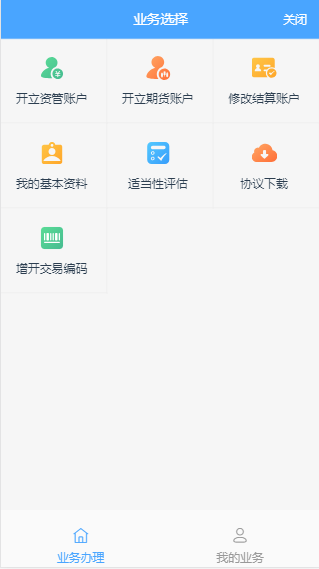 业务选择 关闭
开立资管账户 开立期货账户 修改结算账户
我的基本资料 适当性评估 协议下载
增开交易编码
业务办理 我的业务